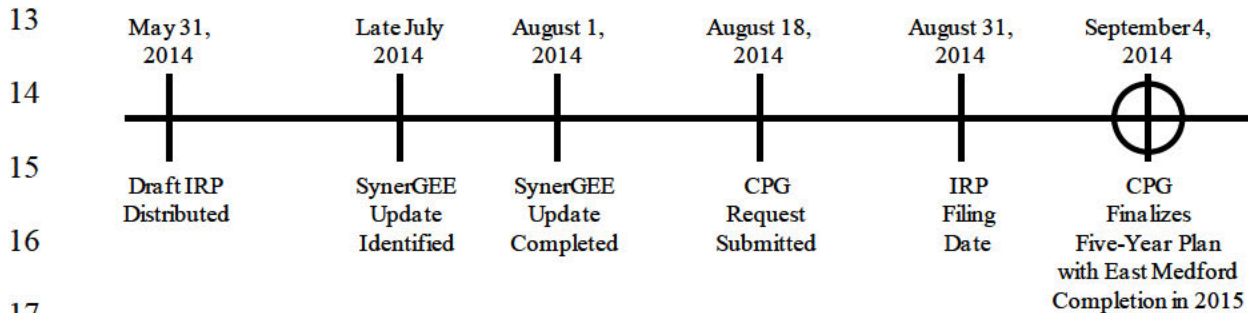 13
May 31, 2014
Late July 2014
August 1, 2014
August 18, 2014
August 31, 2014
September 4, 2014
14
15
Draft IRP
Distributed
SynerGEE
Update
Identified
SynerGEE
Update
Completed
CPG
Request
Submitted
IRP
Filing
Date
CPG
Finalizes
Five-Year Plan
with East Medford
Completion in 2015
16
17